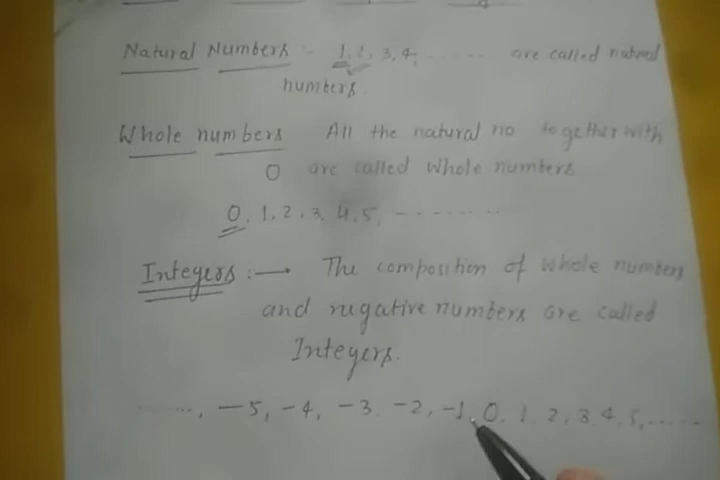 Natural Numbers :- 1, 2, 3, 4, ...... are called natural
numbers.
Whole numbers All the natural no together with
0 are called whole numbers
0, 1, 2, 3, 4, 5, ---------
Integers :— The composition of whole numbers
and negative numbers are called
Integers.
......., -5, -4, -3, -2, -1, 0, 1, 2, 3, 4, 5, ......